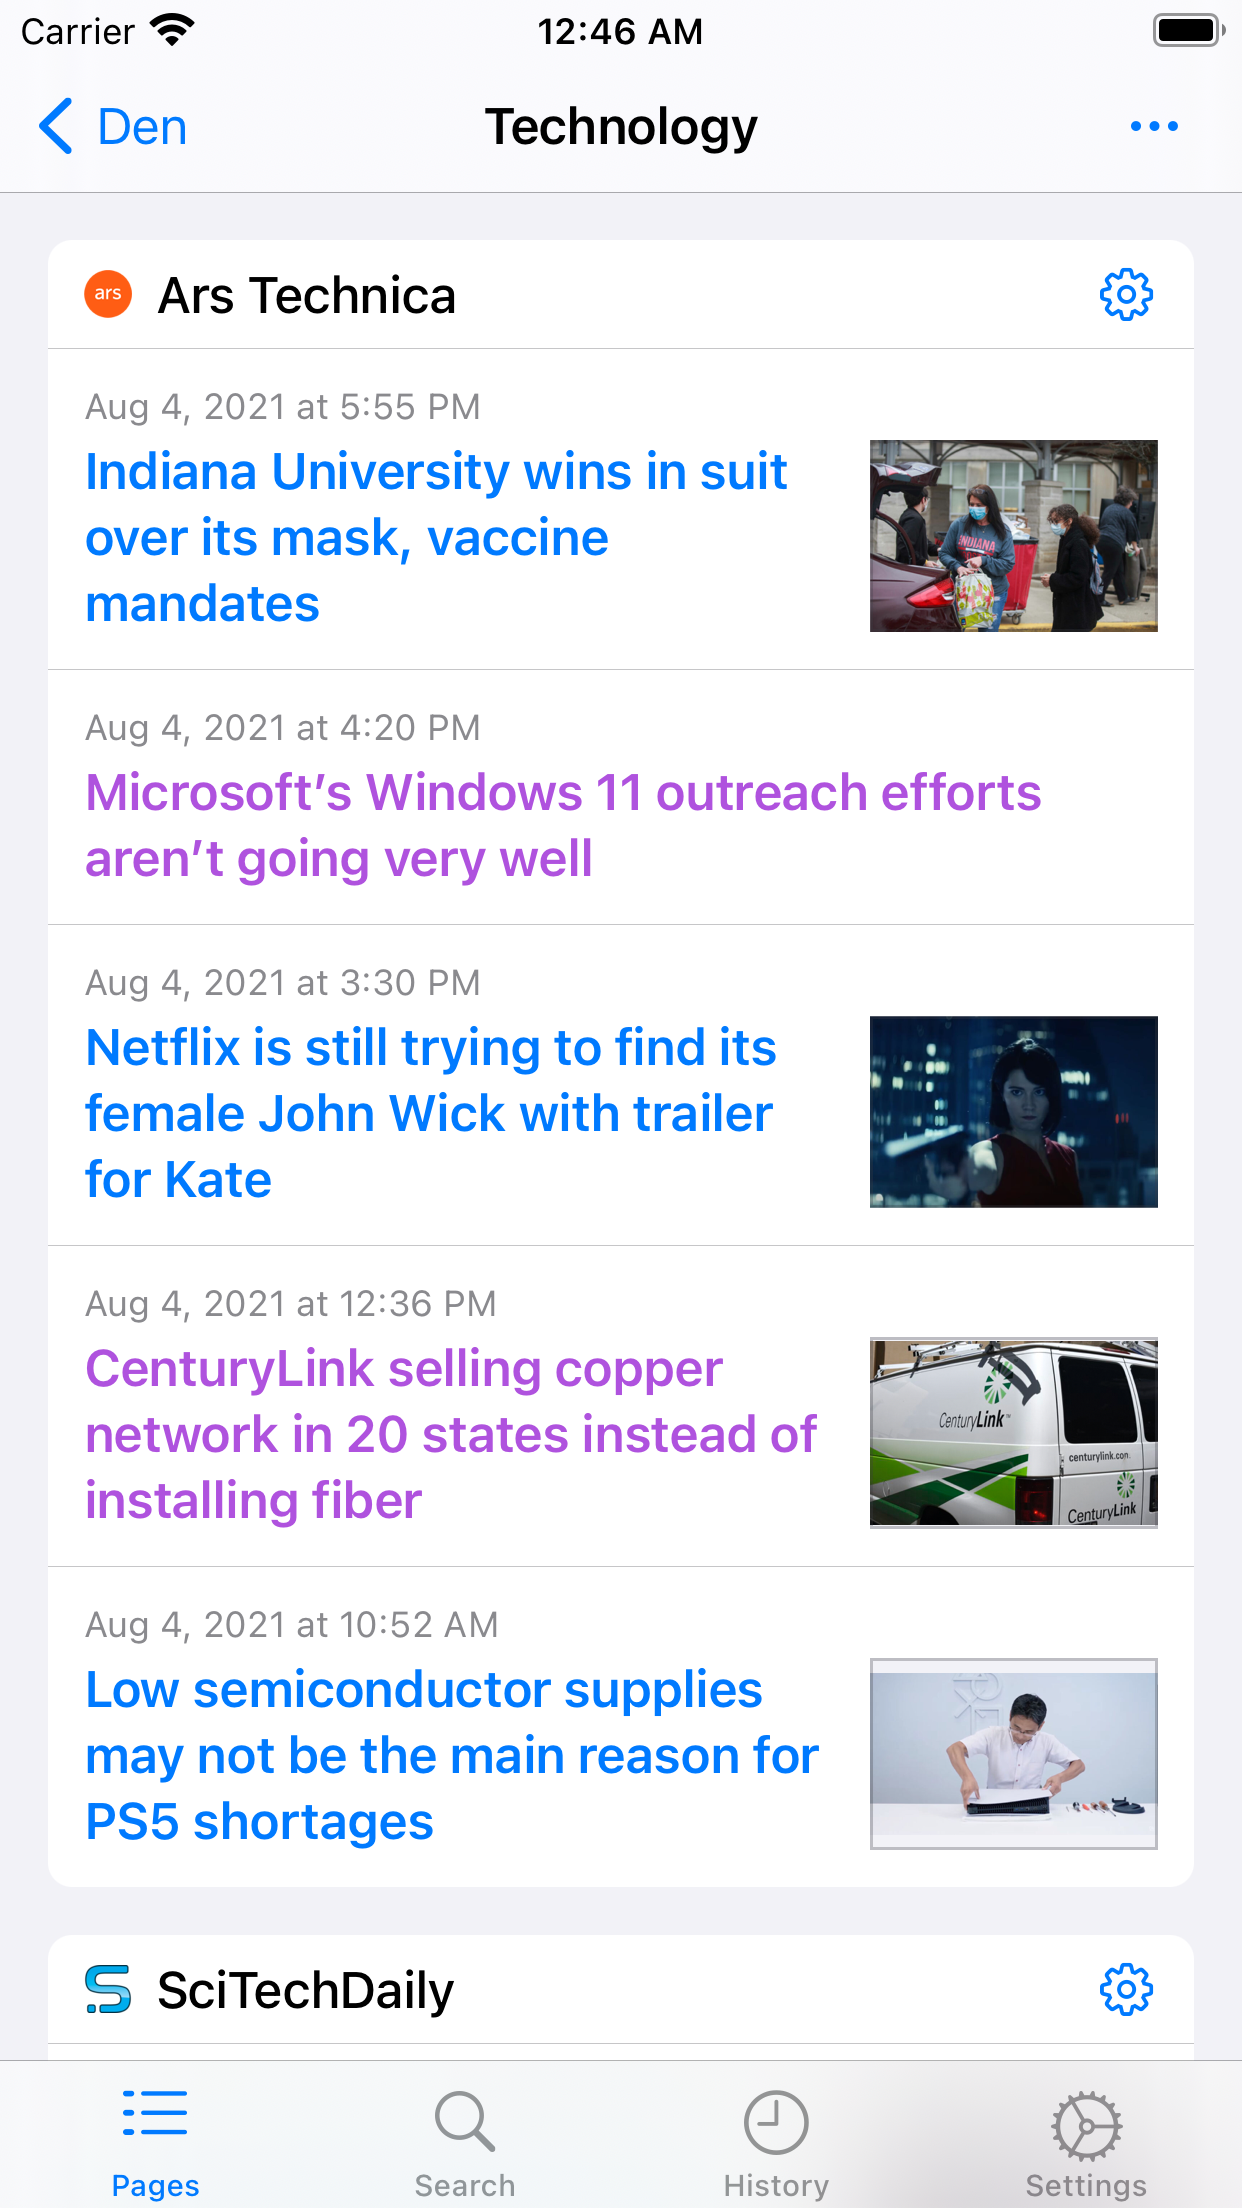 Carrier 12:46 AM
Den Technology
ars Ars Technica
Aug 4, 2021 at 5:55 PM
Indiana University wins in suit
over its mask, vaccine
mandates
INDIANA
Aug 4, 2021 at 4:20 PM
Microsoft’s Windows 11 outreach efforts
aren’t going very well
Aug 4, 2021 at 3:30 PM
Netflix is still trying to find its
female John Wick with trailer
for Kate
Aug 4, 2021 at 12:36 PM
CenturyLink selling copper
network in 20 states instead of
installing fiber
CenturyLink™
centurylink.com
CenturyLink
Aug 4, 2021 at 10:52 AM
Low semiconductor supplies
may not be the main reason for
PS5 shortages
SciTechDaily
Pages Search History Settings